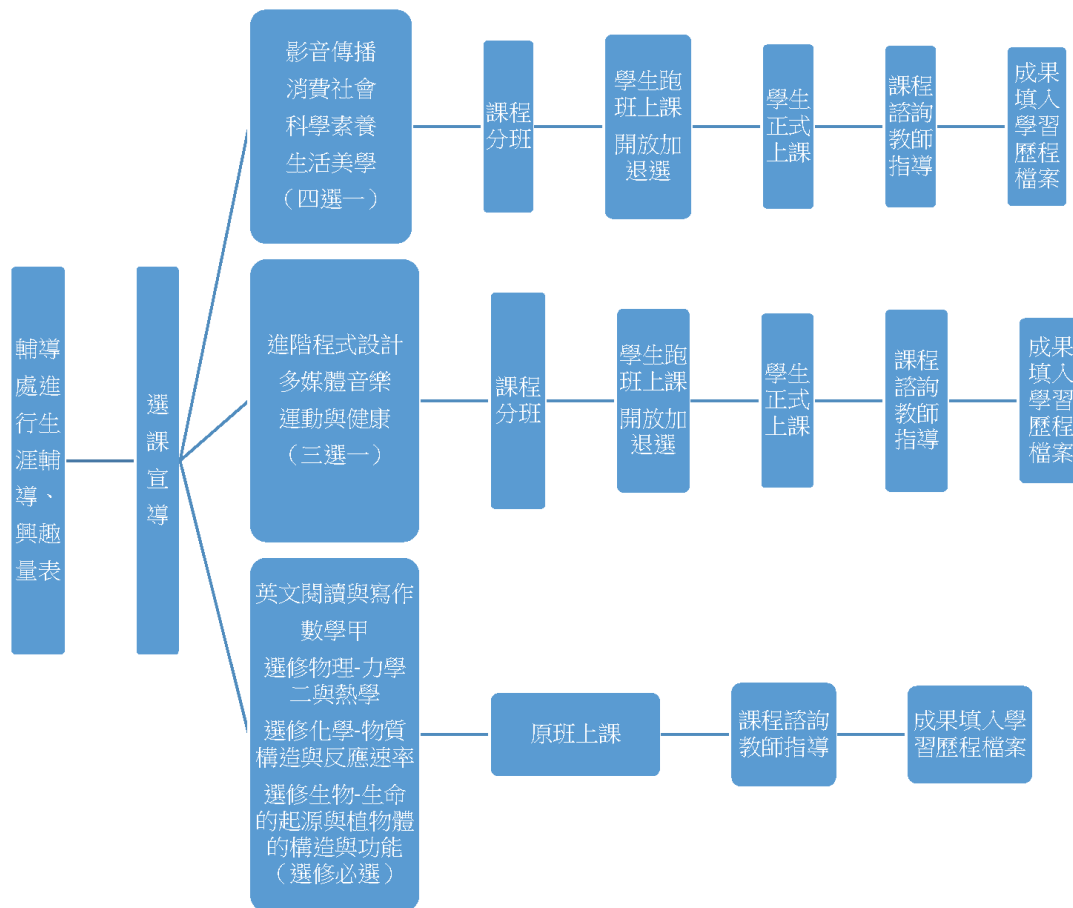 輔導
處進
行生
涯輔
導、
興趣
量表
選
課
宣
導
影音傳播
消費社會
科學素養
生活美學
（四選一）
課程
分班
學生跑
班上課
開放加
退選
學生
正式
上課
課程
諮詢
教師
指導
成果
填入
學習
歷程
檔案
進階程式設計
多媒體音樂
運動與健康
（三選一）
課程
分班
學生跑
班上課
開放加
退選
學生
正式
上課
課程
諮詢
教師
指導
成果
填入
學習
歷程
檔案
英文閱讀與寫作
數學甲
選修物理-力學
二與熱學
選修化學-物質
構造與反應速率
選修生物-生命
的起源與植物體
的構造與功能
（選修必選）
原班上課
課程諮詢
教師指導
成果填入學
習歷程檔案